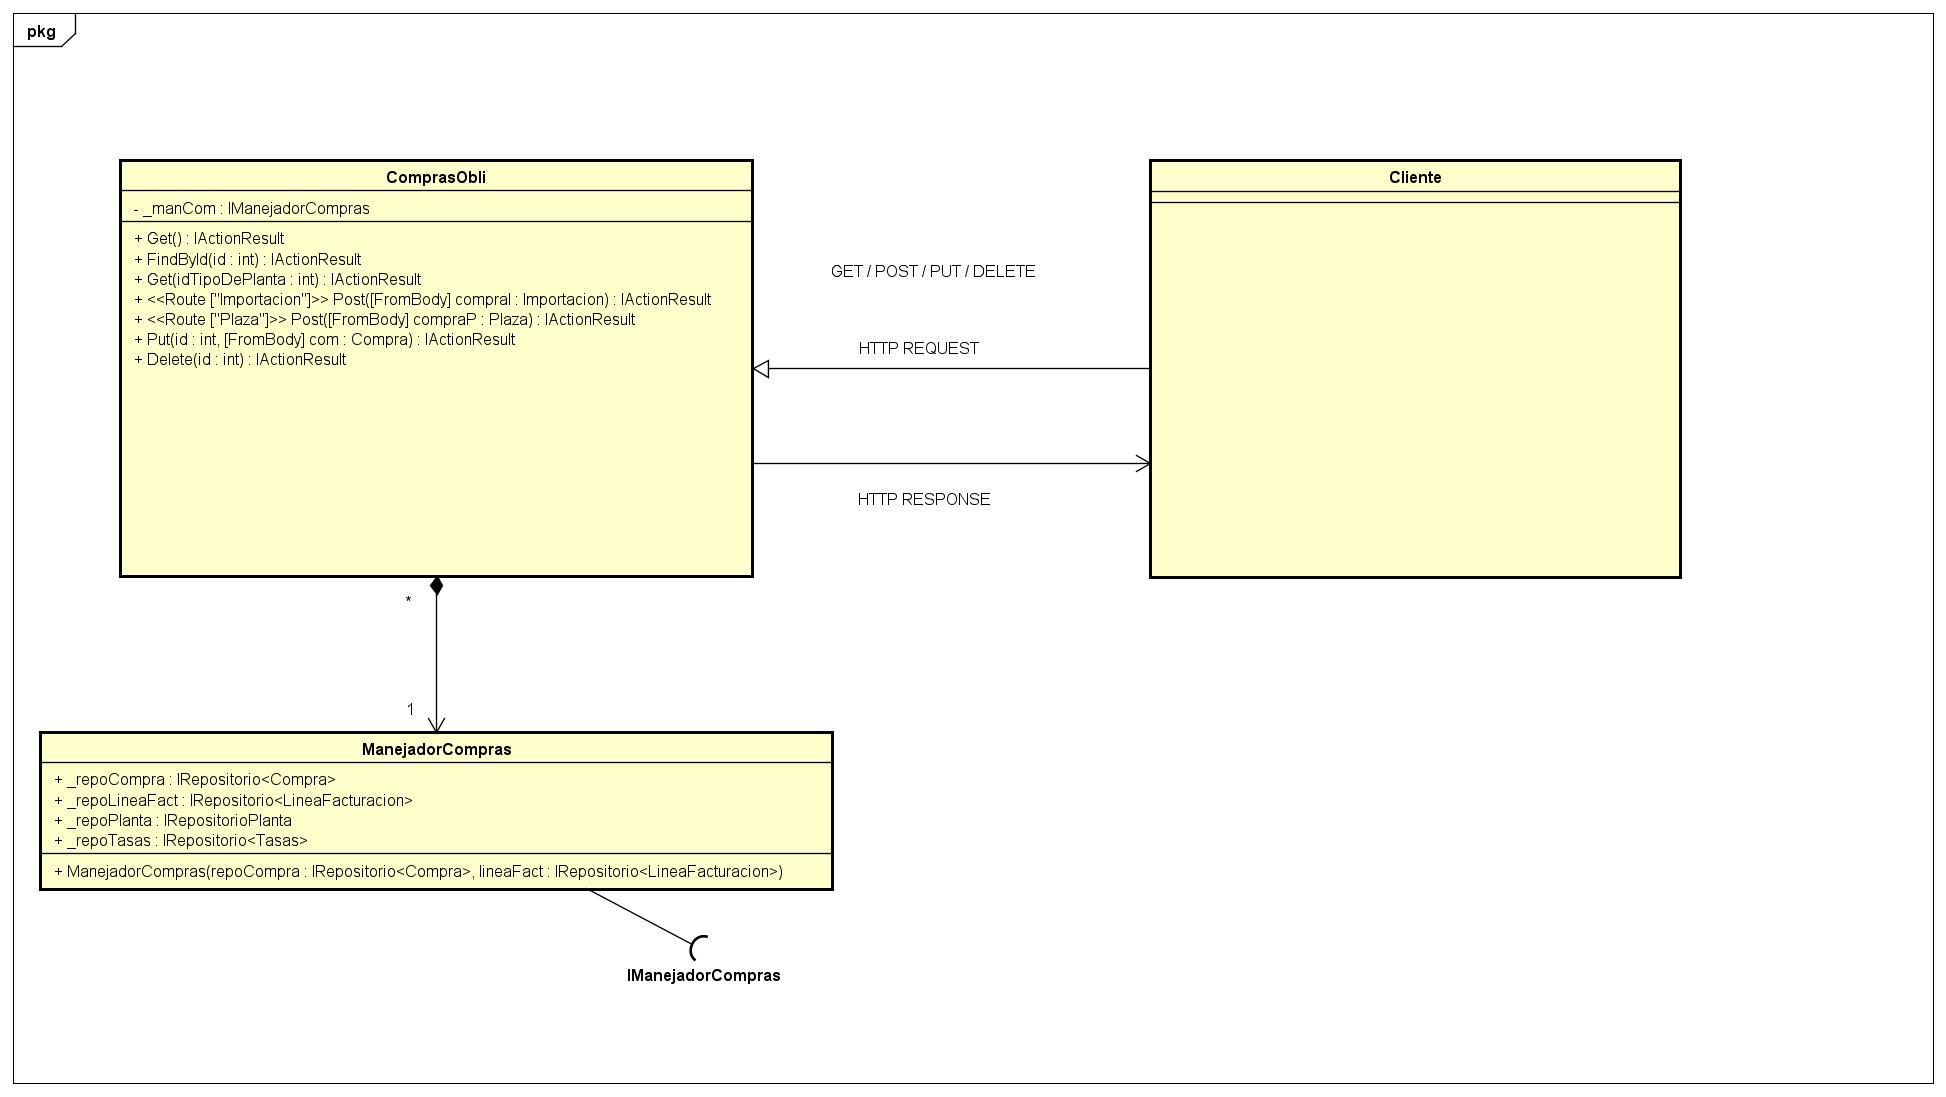 pkg
ComprasObli
- _manCom : IManejadorCompras
+ Get() : IActionResult
+ FindById(id : int) : IActionResult
+ Get(idTipoDePlanta : int) : IActionResult
+ <<Route ["Importacion"]>> Post([FromBody] compraI : Importacion) : IActionResult
+ <<Route ["Plaza"]>> Post([FromBody] compraP : Plaza) : IActionResult
+ Put(id : int, [FromBody] com : Compra) : IActionResult
+ Delete(id : int) : IActionResult
GET / POST / PUT / DELETE
HTTP REQUEST
HTTP RESPONSE
Cliente
*
1
ManejadorCompras
+ _repoCompra : IRepositorio<Compra>
+ _repoLineaFact : IRepositorio<LineaFacturacion>
+ _repoPlanta : IRepositorioPlanta
+ _repoTasas : IRepositorio<Tasas>
+ ManejadorCompras(repoCompra : IRepositorio<Compra>, lineaFact : IRepositorio<LineaFacturacion>)
IManejadorCompras